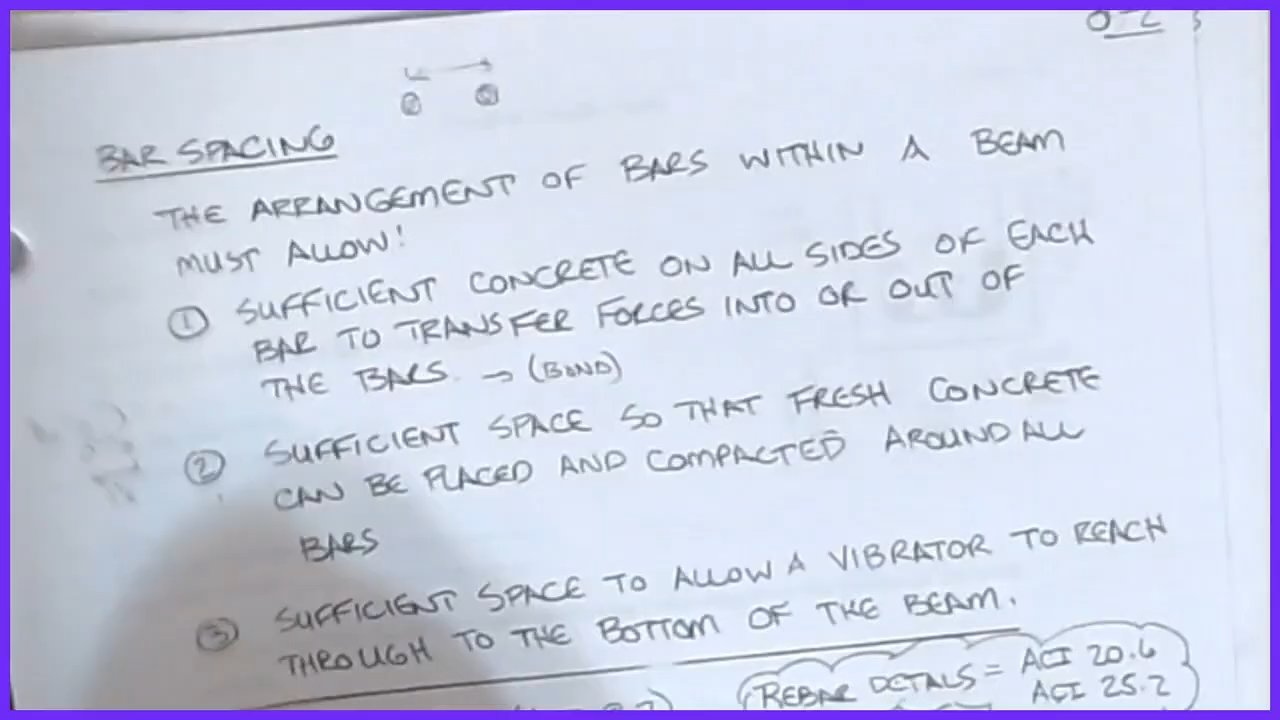 BAR SPACING
THE ARRANGEMENT OF BARS WITHIN A BEAM
MUST ALLOW!
① SUFFICIENT CONCRETE ON ALL SIDES OF EACH
BAR TO TRANSFER FORCES INTO OR OUT OF
THE BARS. → (BOND)
② SUFFICIENT SPACE SO THAT FRESH CONCRETE
CAN BE PLACED AND COMPACTED AROUND ALL
BARS
③ SUFFICIENT SPACE TO ALLOW A VIBRATOR TO REACH
THROUGH TO THE BOTTOM OF THE BEAM.
REBAR DETALS = ACI 20.6
ACI 25.2